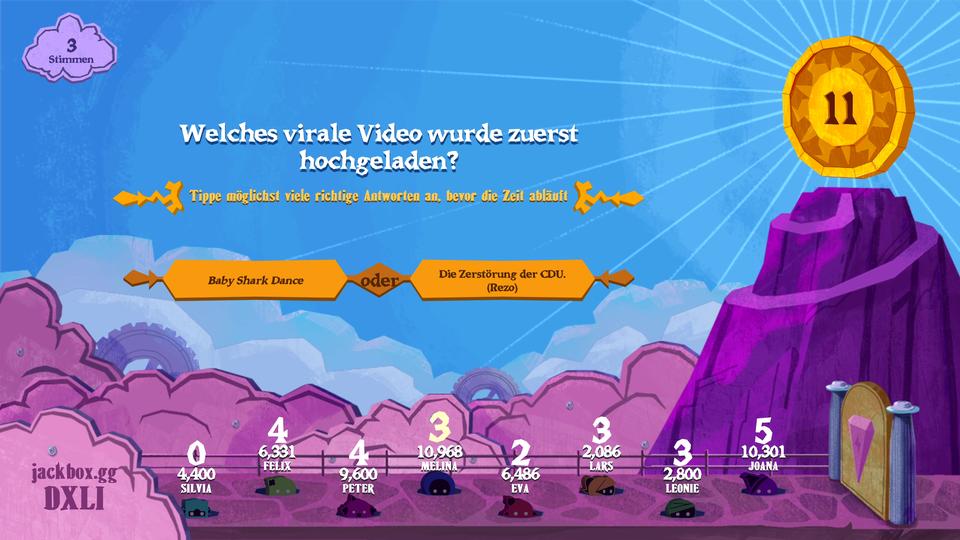 3
Stimmen
11
Welches virale Video wurde zuerst
hochgeladen?
Tippe möglichst viele richtige Antworten an, bevor die Zeit abläuft
Baby Shark Dance
oder
Die Zerstörung der CDU.
(Rezo)
0
4,400
SILVIA
4
6,331
FELIX
4
9,600
PETER
3
10,968
MELINA
2
6,486
EVA
3
2,086
LARS
3
2,800
LEONIE
5
10,301
JOANA
jackbox.gg
DXLI